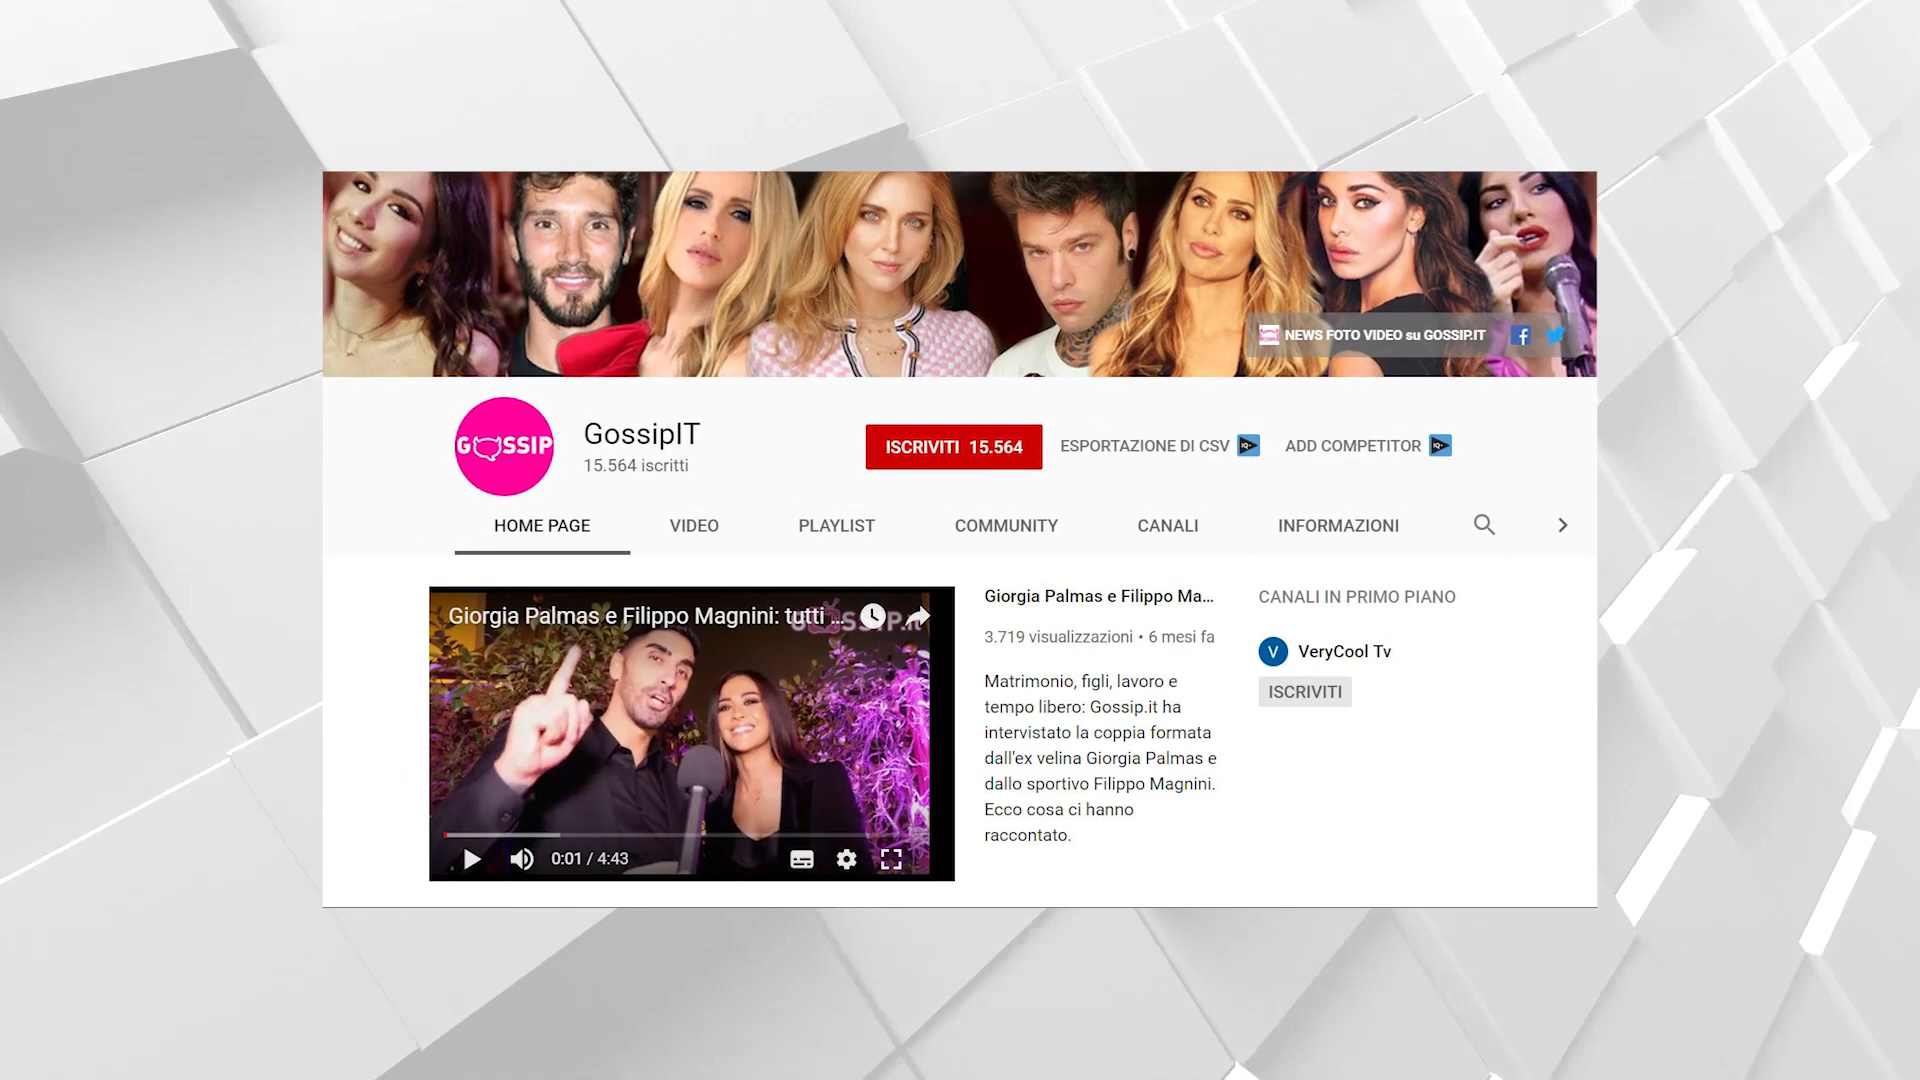 NEWS FOTO VIDEO su GOSSIP.IT
GOSSIP
GossipIT
15.564 iscritti
ISCRIVITI 15.564
ESPORTAZIONE DI CSV
ADD COMPETITOR
HOME PAGE
VIDEO
PLAYLIST
COMMUNITY
CANALI
INFORMAZIONI
Giorgia Palmas e Filippo Magnini: tutti ...
GOSSIP.it
0:01 / 4:43
Giorgia Palmas e Filippo Ma...
3.719 visualizzazioni • 6 mesi fa
Matrimonio, figli, lavoro e
tempo libero: Gossip.it ha
intervistato la coppia formata
dall'ex velina Giorgia Palmas e
dallo sportivo Filippo Magnini.
Ecco cosa ci hanno
raccontato.
CANALI IN PRIMO PIANO
V VeryCool Tv
ISCRIVITI